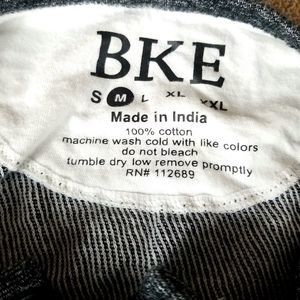 BKE
S M L XL XXL
Made in India
100% cotton
machine wash cold with like colors
do not bleach
tumble dry low remove promptly
RN# 112689